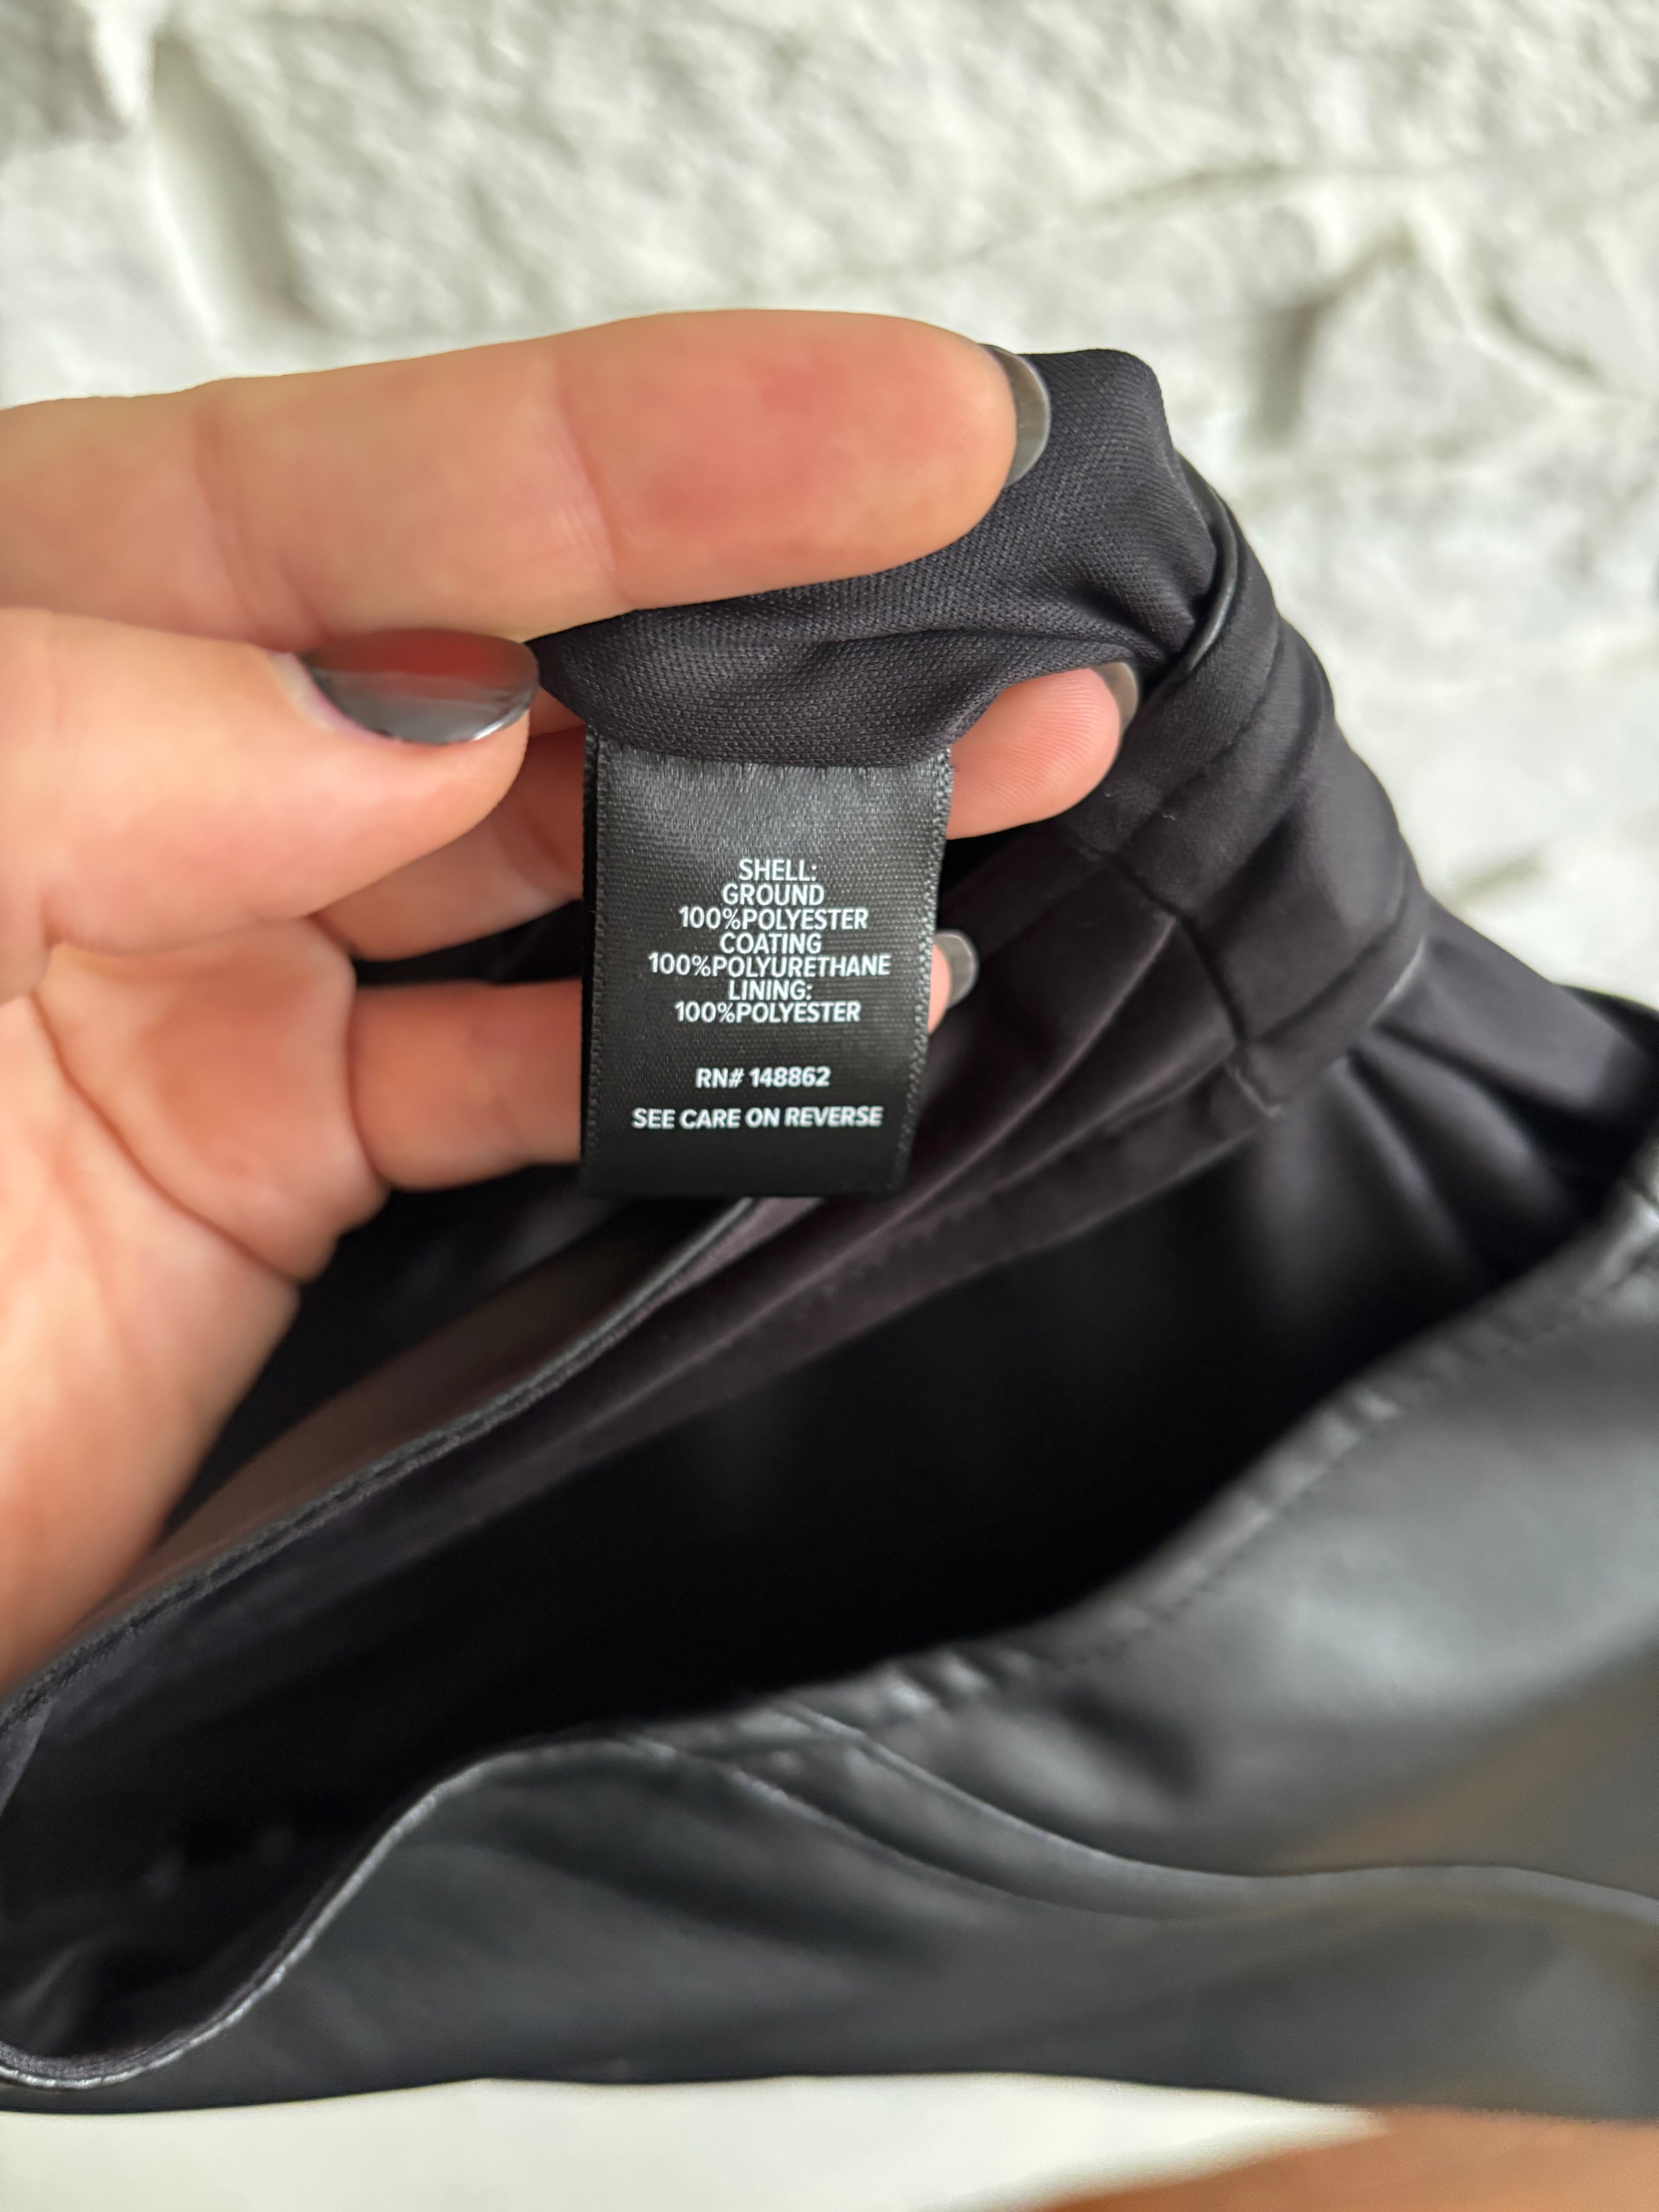 SHELL:
GROUND
100%POLYESTER
COATING
100%POLYURETHANE
LINING:
100%POLYESTER
RN# 148862
SEE CARE ON REVERSE